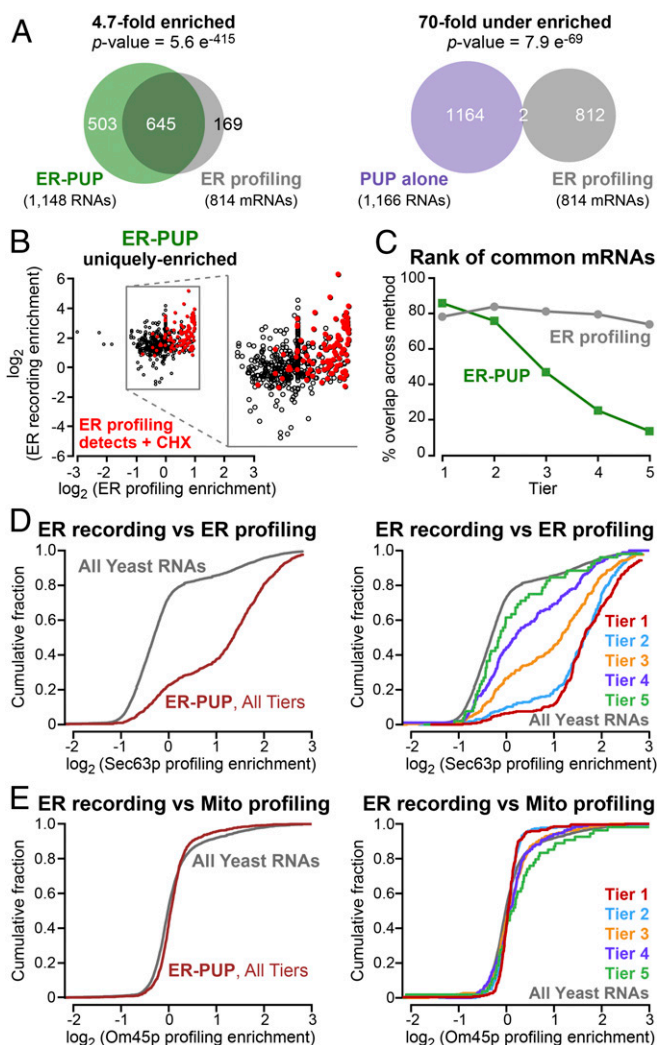 A
4.7-fold enriched
p-value = 5.6 e-415
503
645
169
ER-PUP
(1,148 RNAs)
ER profiling
(814 mRNAs)
70-fold under enriched
p-value = 7.9 e-69
1164
2
812
PUP alone
(1,166 RNAs)
ER profiling
(814 mRNAs)
B
ER-PUP
uniquely-enriched
log2
(ER recording enrichment)
6
4
2
0
-2
-4
-6
ER profiling
detects + CHX
-3
-2
-1
0
1
2
3
log2 (ER profiling enrichment)
C
Rank of common mRNAs
% overlap across method
100
80
60
40
20
0
ER profiling
ER-PUP
1
2
3
4
5
Tier
D
ER recording vs ER profiling
Cumulative fraction
1.0
0.8
0.6
0.4
0.2
0
All Yeast RNAs
ER-PUP, All Tiers
-2
-1
0
1
2
3
log2 (Sec63p profiling enrichment)
ER recording vs ER profiling
Cumulative fraction
1.0
0.8
0.6
0.4
0.2
0
Tier 1
Tier 2
Tier 3
Tier 4
Tier 5
All Yeast RNAs
-2
-1
0
1
2
3
log2 (Sec63p profiling enrichment)
E
ER recording vs Mito profiling
Cumulative fraction
1.0
0.8
0.6
0.4
0.2
0
All Yeast RNAs
ER-PUP, All Tiers
-2
-1
0
1
2
3
log2 (Om45p profiling enrichment)
ER recording vs Mito profiling
Cumulative fraction
1.0
0.8
0.6
0.4
0.2
0
Tier 1
Tier 2
Tier 3
Tier 4
Tier 5
All Yeast RNAs
-2
-1
0
1
2
3
log2 (Om45p profiling enrichment)